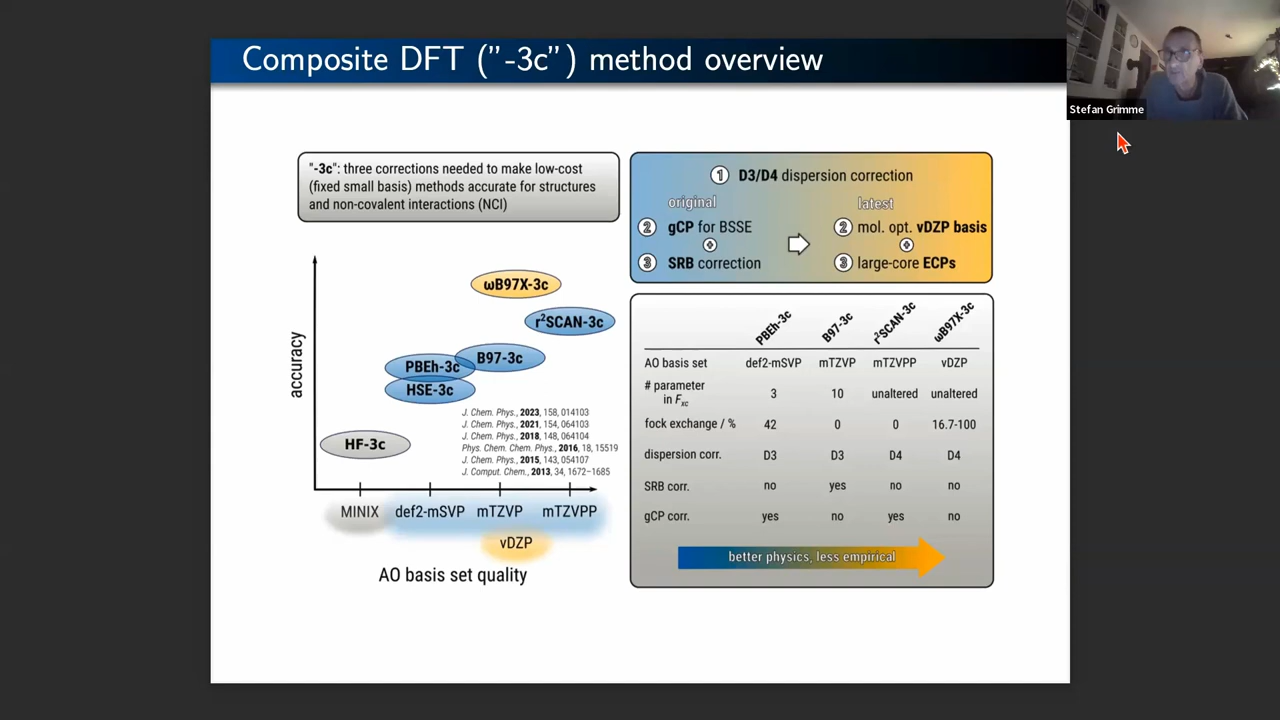 Composite DFT ("-3c") method overview
Stefan Grimme
"-3c": three corrections needed to make low-cost
(fixed small basis) methods accurate for structures
and non-covalent interactions (NCI)
① D3/D4 dispersion correction
original
② gCP for BSSE
+
③ SRB correction
latest
② mol. opt. vDZP basis
+
③ large-core ECPs
accuracy
ωB97X-3c
r²SCAN-3c
B97-3c
PBEh-3c
HSE-3c
HF-3c
J. Chem. Phys., 2023, 158, 014103
J. Chem. Phys., 2021, 154, 064103
J. Chem. Phys., 2018, 148, 064104
Phys. Chem. Chem. Phys., 2016, 18, 15519
J. Chem. Phys., 2015, 143, 054107
J. Comput. Chem., 2013, 34, 1672–1685
MINIX def2-mSVP mTZVP mTZVPP
vDZP
AO basis set quality
PBEh-3c B97-3c r²SCAN-3c ωB97X-3c
AO basis set def2-mSVP mTZVP mTZVPP vDZP
# parameter
in Fxc 3 10 unaltered unaltered
fock exchange / % 42 0 0 16.7-100
dispersion corr. D3 D3 D4 D4
SRB corr. no yes no no
gCP corr. yes no yes no
better physics, less empirical